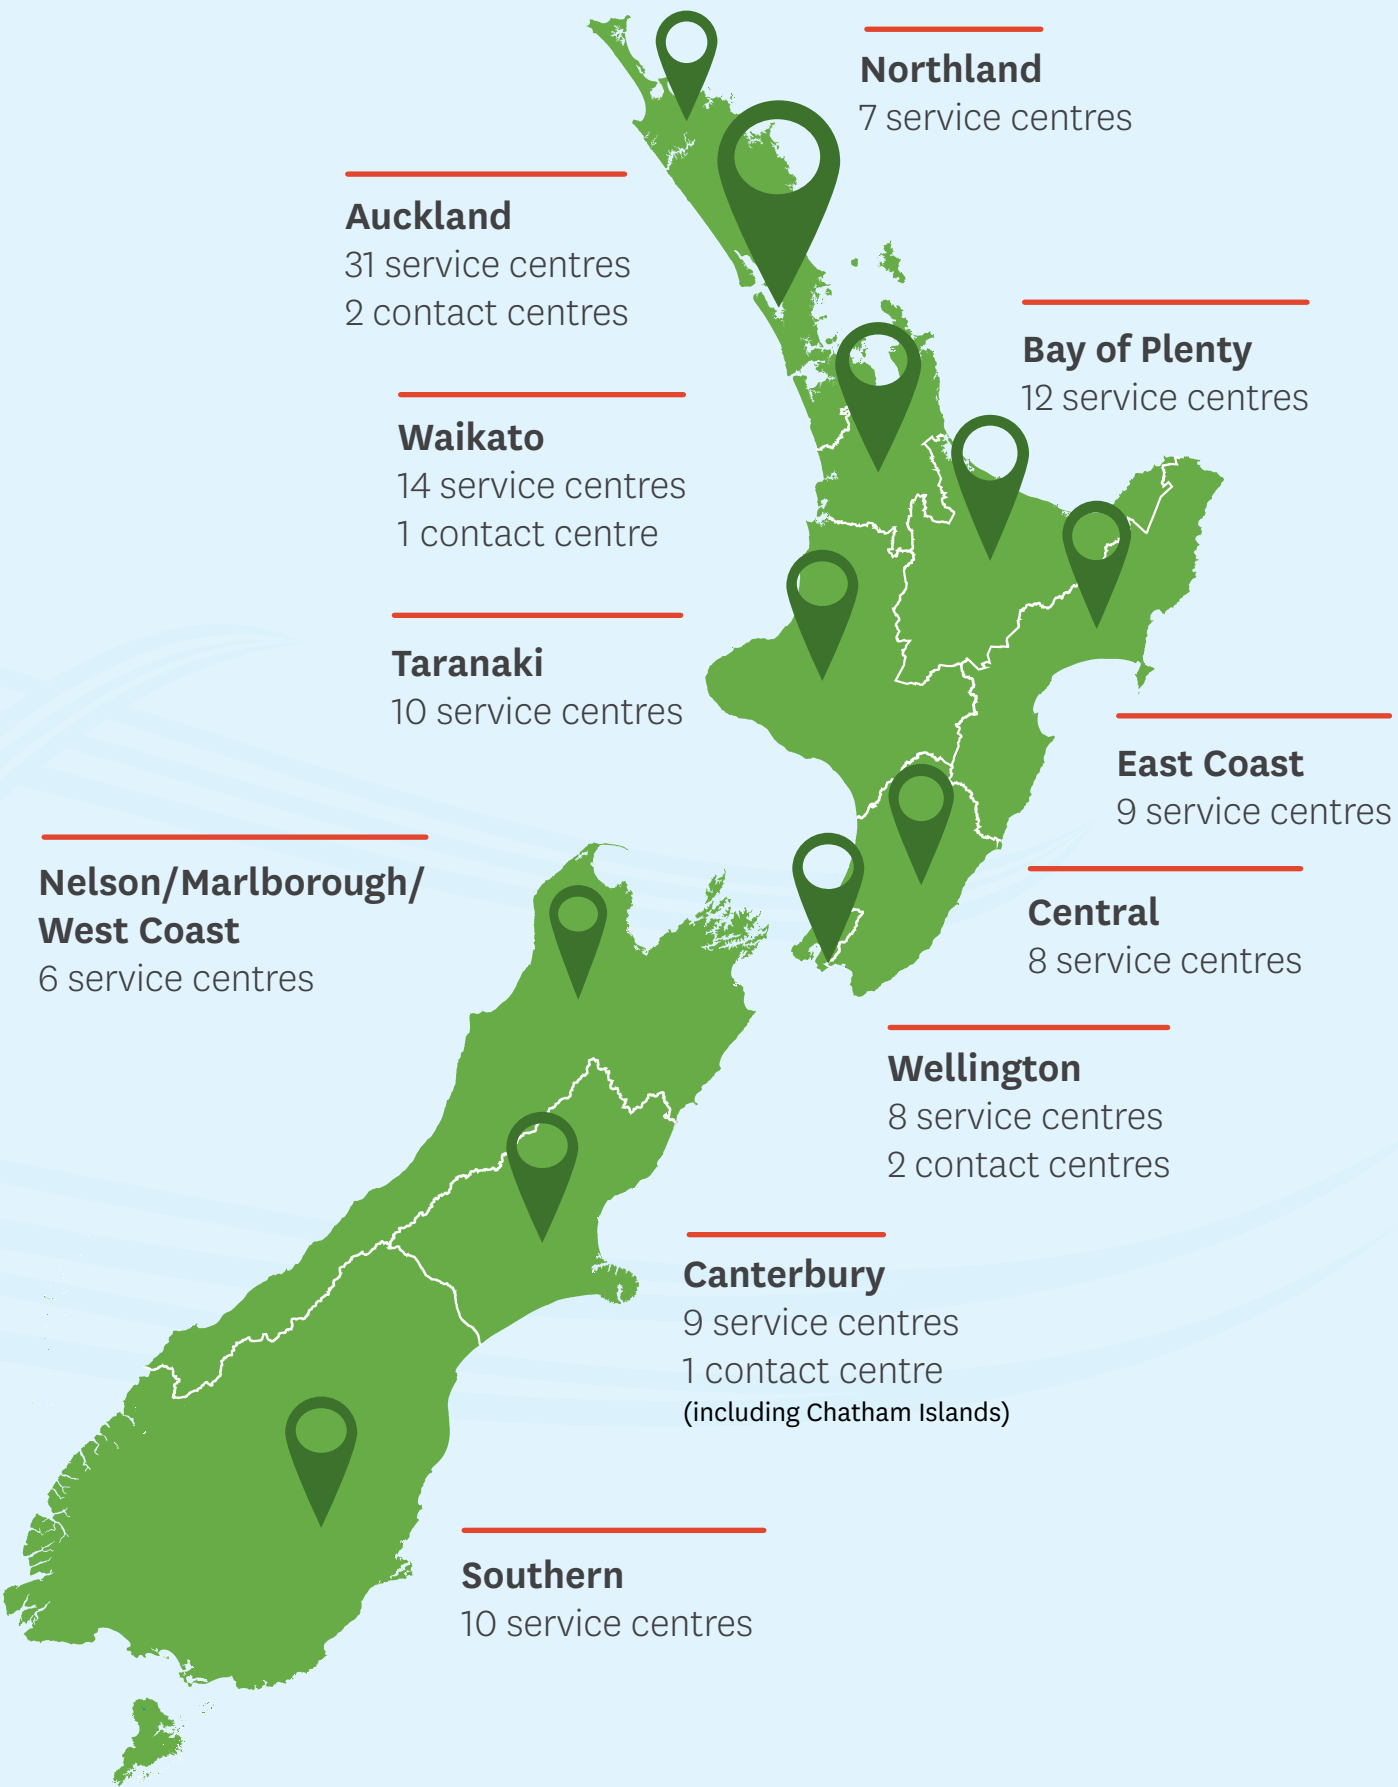 Northland
7 service centres
Auckland
31 service centres
2 contact centres
Bay of Plenty
12 service centres
Waikato
14 service centres
1 contact centre
Taranaki
10 service centres
East Coast
9 service centres
Nelson/Marlborough/
West Coast
6 service centres
Central
8 service centres
Wellington
8 service centres
2 contact centres
Canterbury
9 service centres
1 contact centre
(including Chatham Islands)
Southern
10 service centres